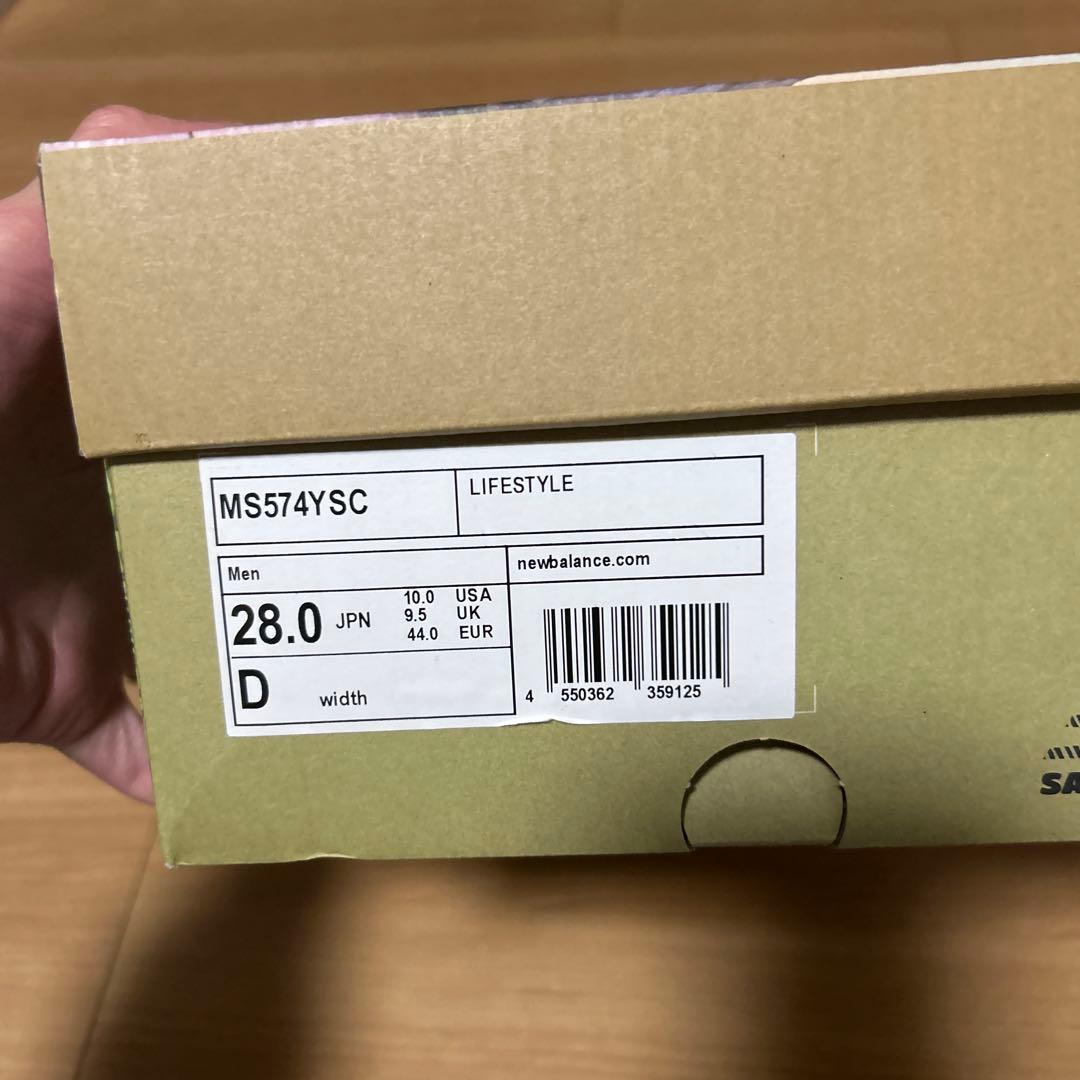 MS574YSC
LIFESTYLE
Men
newbalance.com
28.0 JPN
10.0 USA
9.5 UK
44.0 EUR
D width
4 550362 359125
SA